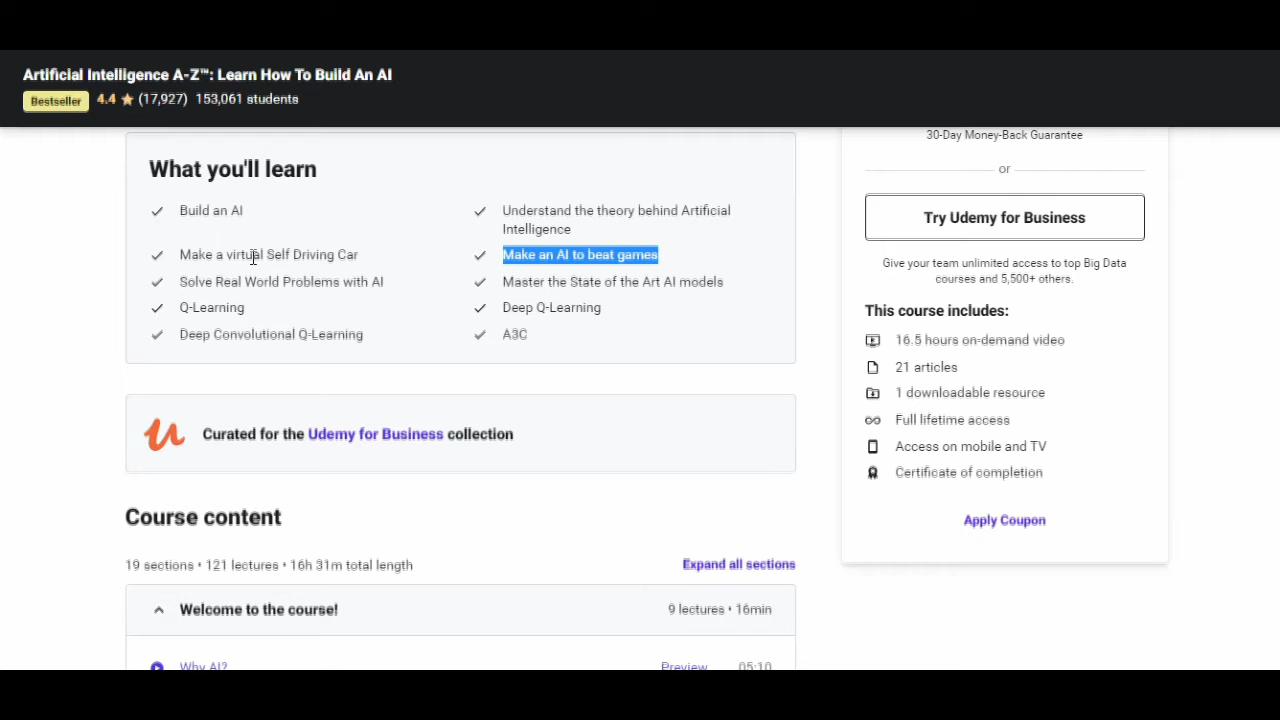 Artificial Intelligence A-Z™: Learn How To Build An AI
Bestseller 4.4 (17,927) 153,061 students
What you'll learn
Build an AI
Understand the theory behind Artificial
Intelligence
Make a virtual Self Driving Car
Make an AI to beat games
Solve Real World Problems with AI
Master the State of the Art AI models
Q-Learning
Deep Q-Learning
Deep Convolutional Q-Learning
A3C
Curated for the Udemy for Business collection
Course content
19 sections • 121 lectures • 16h 31m total length
Expand all sections
Welcome to the course!
9 lectures • 16min
Why AI?
Preview
05:10
30-Day Money-Back Guarantee
or
Try Udemy for Business
Give your team unlimited access to top Big Data
courses and 5,500+ others.
This course includes:
16.5 hours on-demand video
21 articles
1 downloadable resource
Full lifetime access
Access on mobile and TV
Certificate of completion
Apply Coupon